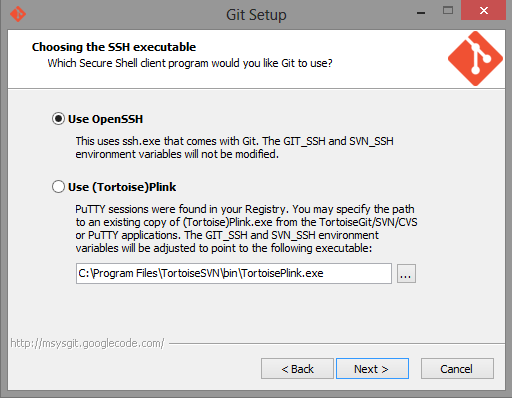 Git Setup
Choosing the SSH executable
Which Secure Shell client program would you like Git to use?
Use OpenSSH
This uses ssh.exe that comes with Git. The GIT_SSH and SVN_SSH
environment variables will not be modified.
Use (Tortoise)Plink
PuTTY sessions were found in your Registry. You may specify the path
to an existing copy of (Tortoise)Plink.exe from the TortoiseGit/SVN/CVS
or PuTTY applications. The GIT_SSH and SVN_SSH environment
variables will be adjusted to point to the following executable:
C:\Program Files\TortoiseSVN\bin\TortoisePlink.exe
...
http://msysgit.googlecode.com/
< Back
Next >
Cancel